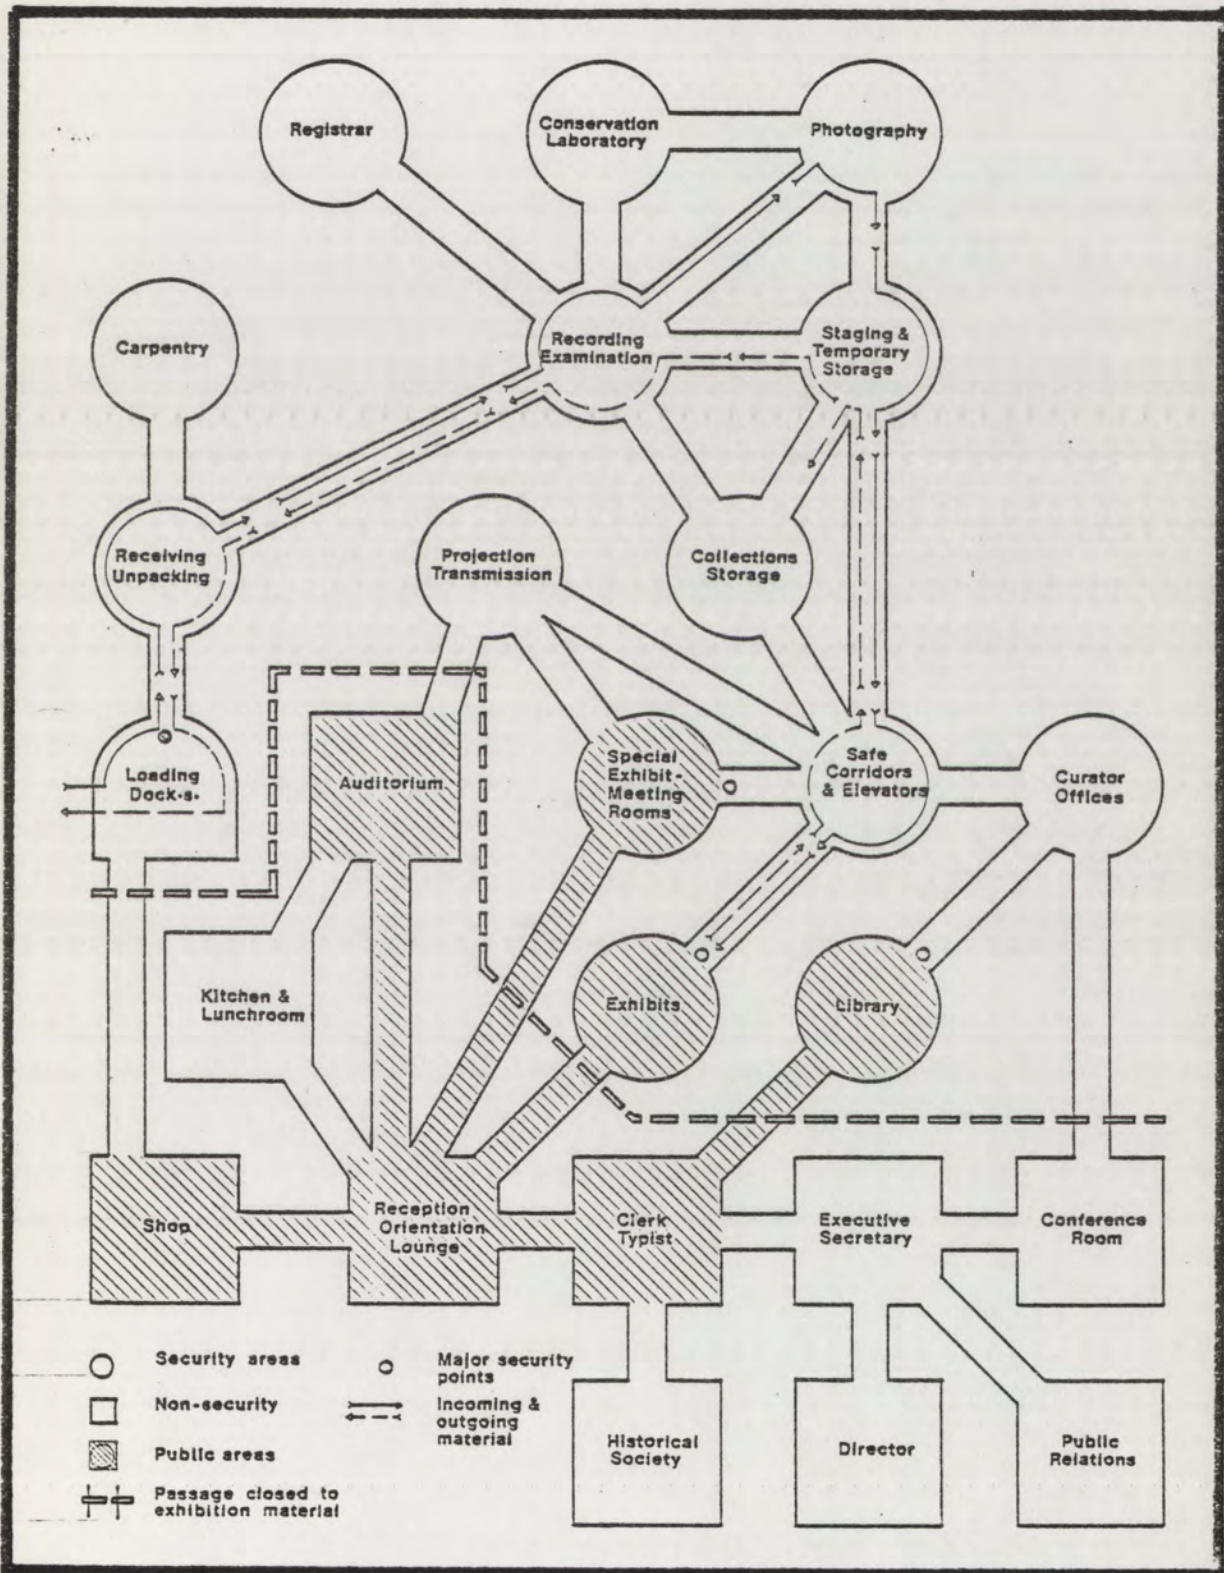 Registrar
Conservation
Laboratory
Photography
Carpentry
Recording
Examination
Staging &
Temporary
Storage
Receiving
Unpacking
Projection
Transmission
Collections
Storage
Loading
Dock·s·
Auditorium
Special
Exhibit-
Meeting
Rooms
Safe
Corridors
& Elevators
Curator
Offices
Kitchen &
Lunchroom
Exhibits
Library
Shop
Reception
Orientation
Lounge
Clerk
Typist
Executive
Secretary
Conference
Room
Historical
Society
Director
Public
Relations
Security areas
Non-security
Public areas
Passage closed to
exhibition material
Major security
points
Incoming &
outgoing
material